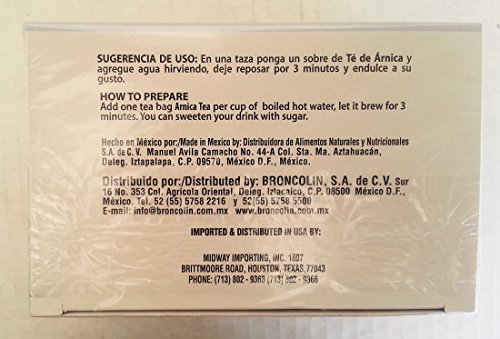 SUGERENCIA DE USO: En una taza ponga un sobre de Té de Árnica y
agregue agua hirviendo, deje reposar por 3 minutos y endulce a su
gusto.
HOW TO PREPARE
Add one tea bag Arnica Tea per cup of boiled hot water, let it brew for 3
minutes. You can sweeten your drink with sugar.
Hecho en México por:/Made in Mexico by: Distribuidora de Alimentos Naturales y Nutricionales
S.A. de C.V. Manuel Avila Camacho No. 44-A Col. Sta. Ma. Aztahuacán,
Deleg. Iztapalapa, C.P. 09570, México D.F., México.
Distribuido por:/Distributed by: BRONCOLIN, S.A. de C.V. Sur
16 No. 353 Col. Agrícola Oriental, Deleg. Iztacalco, C.P. 08500 México D.F.,
México. Tel. 52 (55) 5758 2216 y 52(55) 5758 5500
E-mail: info@broncolin.com.mx www.broncolin.com.mx
IMPORTED & DISTRIBUTED IN USA BY:
MIDWAY IMPORTING, INC. 1807
BRITTMOORE ROAD, HOUSTON, TEXAS,77043
PHONE: (713) 802 - 9363 (713) 802 - 9366